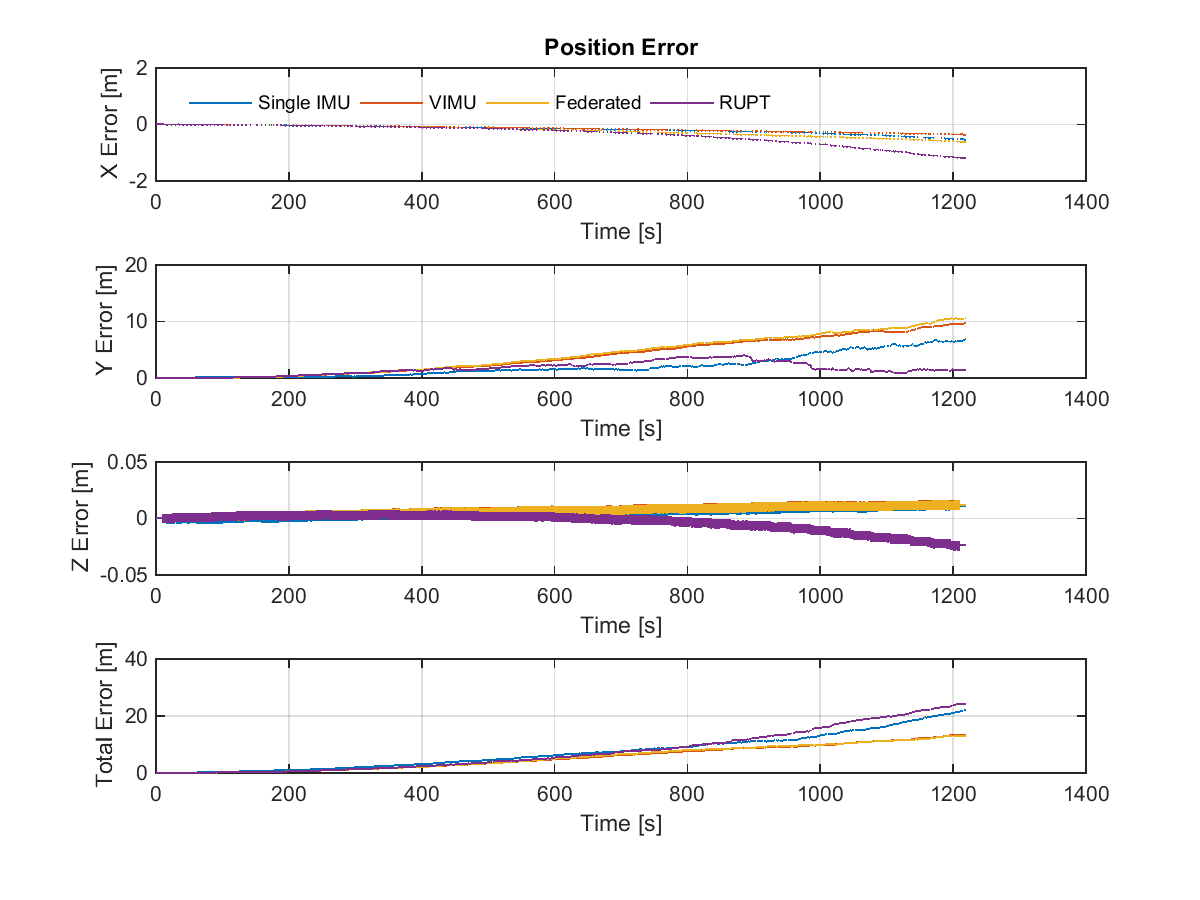 Position Error
X Error [m]
2
0
-2
Single IMU VIMU Federated RUPT
0 200 400 600 800 1000 1200 1400
Time [s]
Y Error [m]
20
10
0
0 200 400 600 800 1000 1200 1400
Time [s]
Z Error [m]
0.05
0
-0.05
0 200 400 600 800 1000 1200 1400
Time [s]
Total Error [m]
40
20
0
0 200 400 600 800 1000 1200 1400
Time [s]